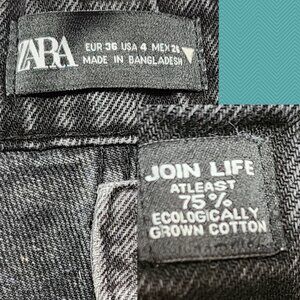 ZARA
EUR 36 USA 4 MEX 26
MADE IN BANGLADESH
JOIN LIFE
ATLEAST
75%
ECOLOGICALLY
GROWN COTTON